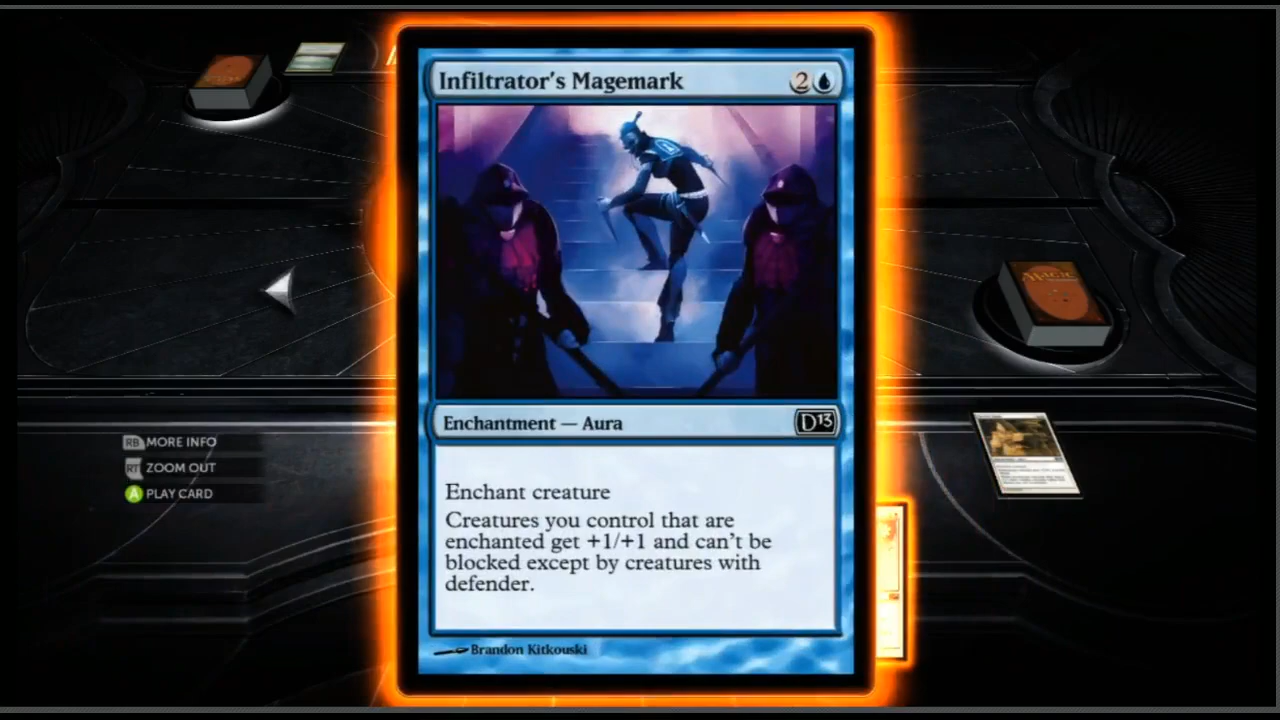 Infiltrator's Magemark 2
Enchantment — Aura D13
Enchant creature
Creatures you control that are
enchanted get +1/+1 and can't be
blocked except by creatures with
defender.
Brandon Kitkouski
RB MORE INFO
RT ZOOM OUT
A PLAY CARD
MAGIC